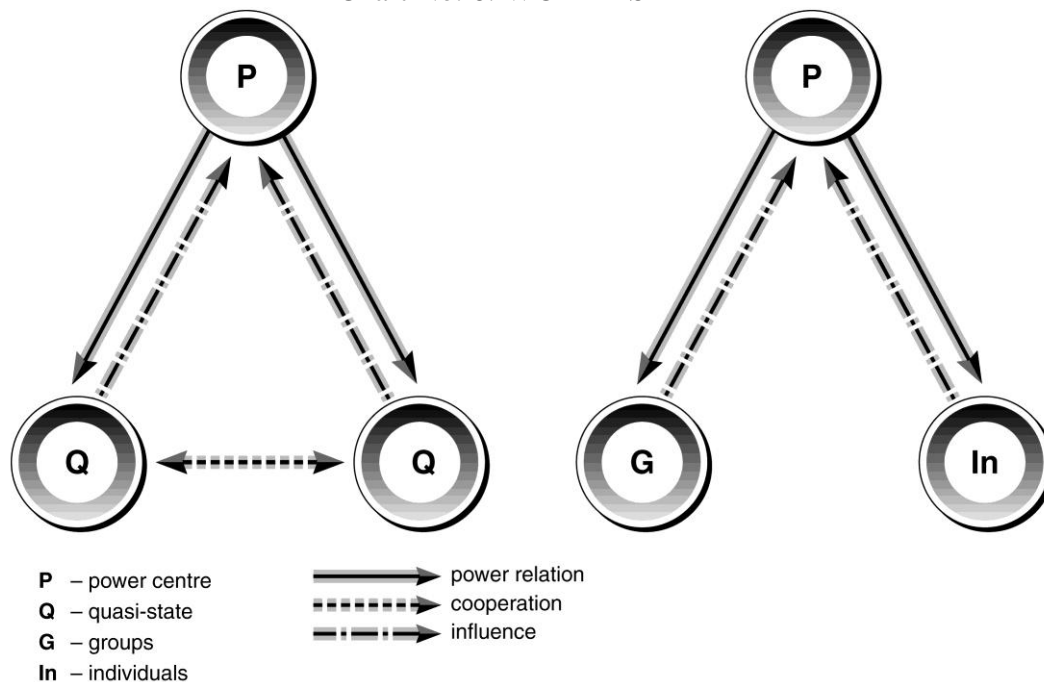 P P
Q Q G In
P – power centre
Q – quasi-state
G – groups
In – individuals
power relation
cooperation
influence